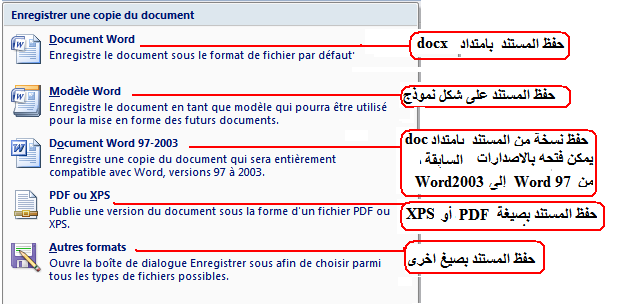 Enregistrer une copie du document
Document Word
Enregistre le document sous le format de fichier par défaut'
حفظ المستند بامتداد docx
Modèle Word
Enregistre le document en tant que modèle qui pourra être utilisé
pour la mise en forme des futurs documents.
حفظ المستند على شكل نموذج
Document Word 97-2003
Enregistre une copie du document qui sera entièrement
compatible avec Word, versions 97 à 2003.
حفظ نسخة من المستند بامتداد doc
يمكن فتحه بالاصدارات السابقة ،
من Word 97 إلى Word2003
PDF ou XPS
Publie une version du document sous la forme d'un fichier PDF ou
XPS.
حفظ المستند بصيغة PDF أو XPS
Autres formats
Ouvre la boîte de dialogue Enregistrer sous afin de choisir parmi
tous les types de fichiers possibles.
حفظ المستند بصيغ اخرى